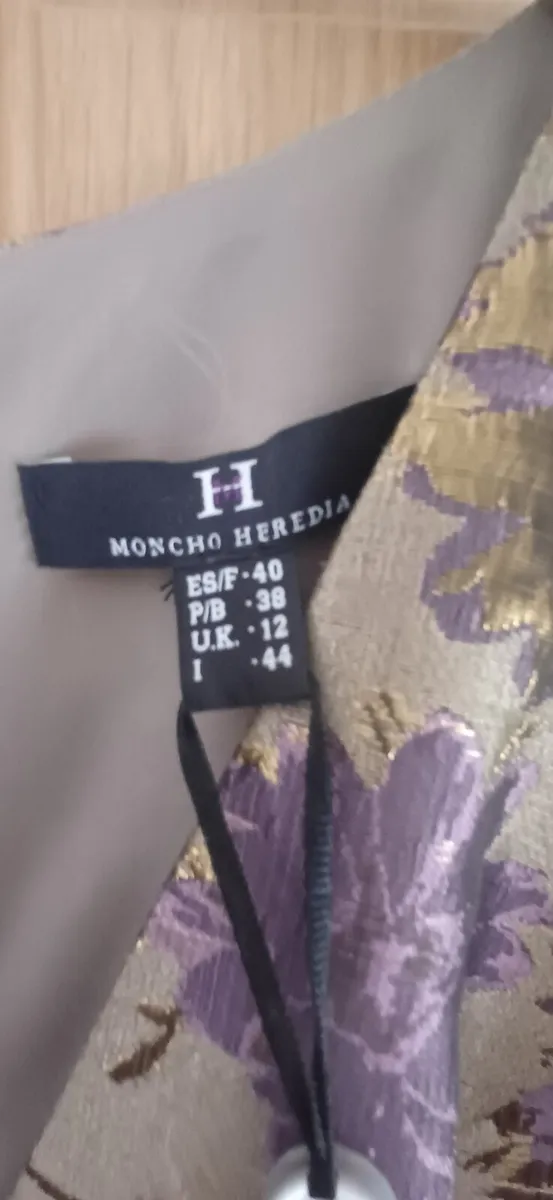 H
MONCHO HEREDIA
ES/F·40
P/B ·38
U.K. ·12
I ·44